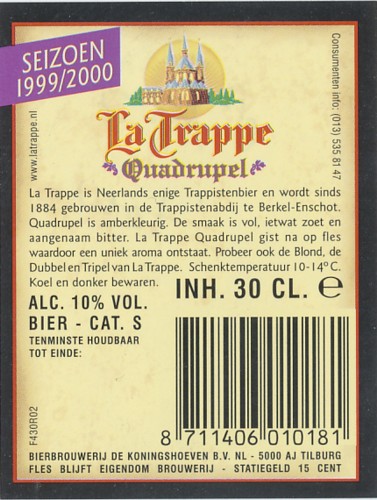 SEIZOEN
1999/2000
www.latrappe.nl
Consumenten info: (013) 535 81 47
La Trappe
Quadrupel
La Trappe is Neerlands enige Trappistenbier en wordt sinds
1884 gebrouwen in de Trappistenabdij te Berkel-Enschot.
Quadrupel is amberkleurig. De smaak is vol, ietwat zoet en
aangenaam bitter. La Trappe Quadrupel gist na op fles
waardoor een uniek aroma ontstaat. Probeer ook de Blond, de
Dubbel en Tripel van La Trappe. Schenktemperatuur 10-14° C.
Koel en donker bewaren.
INH. 30 CL. ℮
ALC. 10% VOL.
BIER - CAT. S
TENMINSTE HOUDBAAR
TOT EINDE:
F430R02
8 711406 010181
BIERBROUWERIJ DE KONINGSHOEVEN B.V. NL - 5000 AJ TILBURG
FLES BLIJFT EIGENDOM BROUWERIJ - STATIEGELD 15 CENT